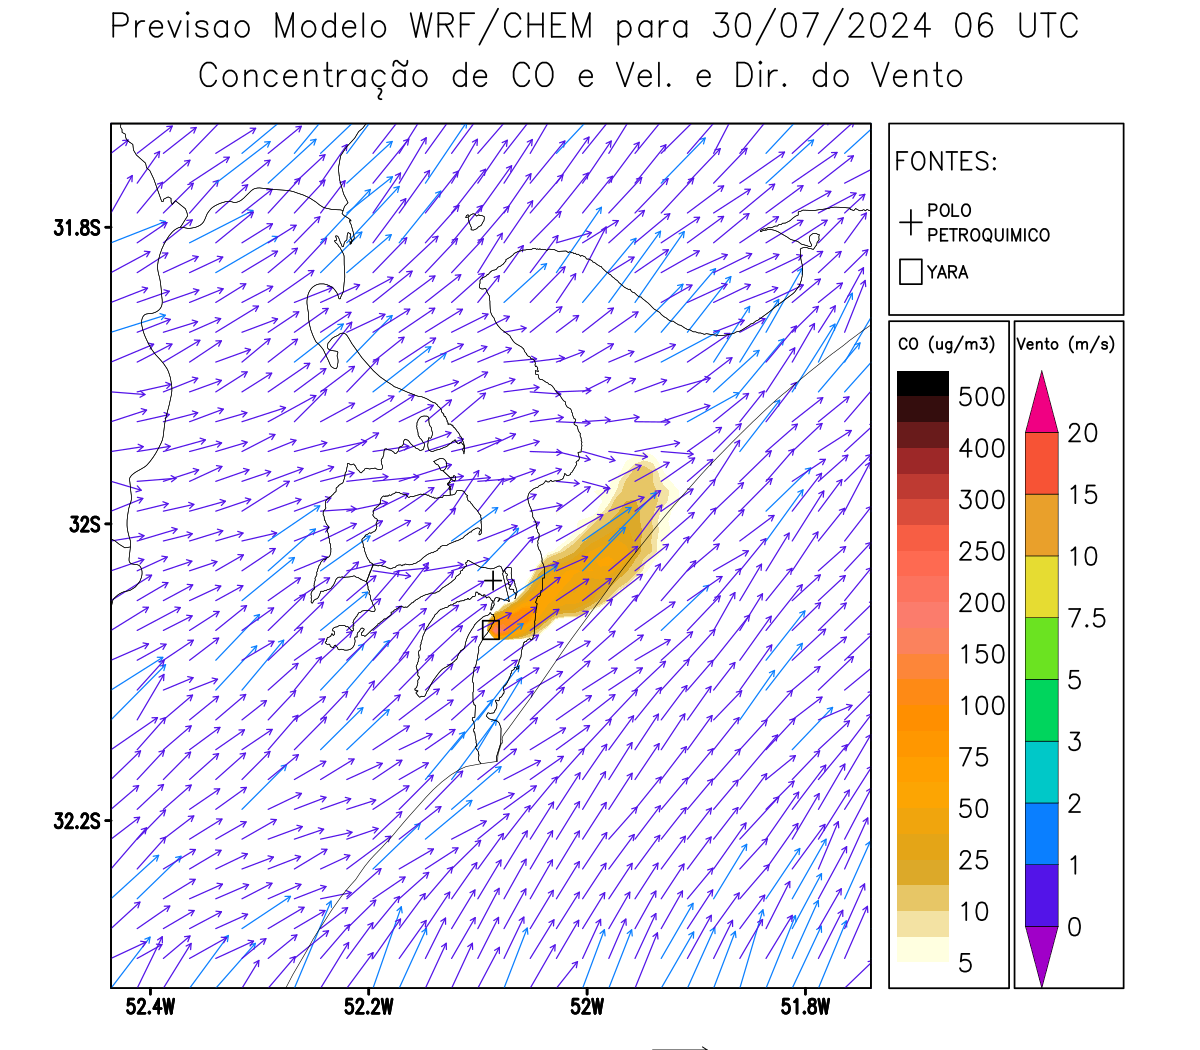 Previsao Modelo WRF/CHEM para 30/07/2024 06 UTC
Concentração de CO e Vel. e Dir. do Vento
FONTES:
POLO
PETROQUIMICO
YARA
CO (ug/m3)
500
400
300
250
200
150
100
75
50
25
10
5
Vento (m/s)
20
15
10
7.5
5
3
2
1
0
31.8S
32S
32.2S
52.4W
52.2W
52W
51.8W